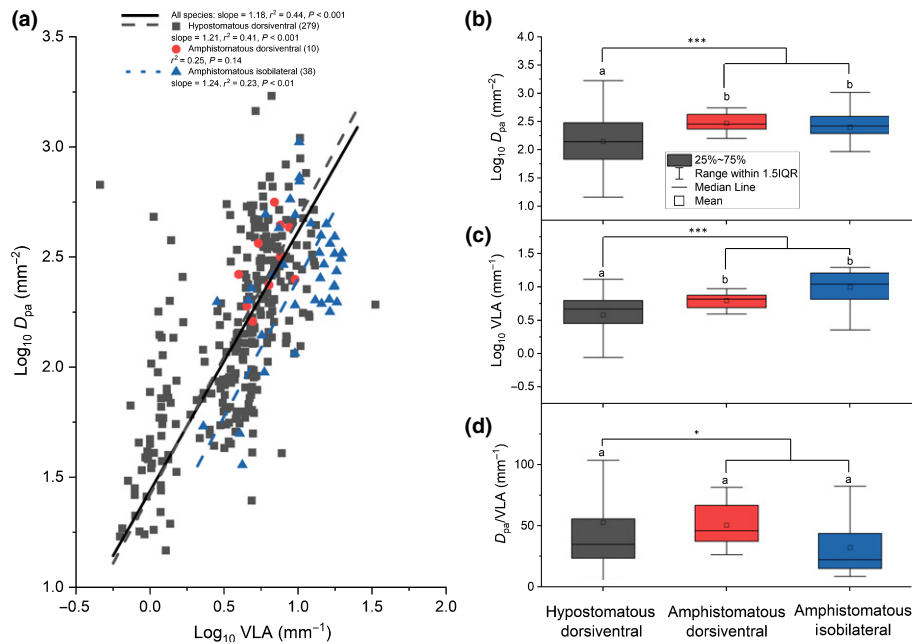 (a)
All species: slope = 1.18, r² = 0.44, P < 0.001
Hypostomatous dorsiventral (279)
slope = 1.21, r² = 0.41, P < 0.001
Amphistomatous dorsiventral (10)
r² = 0.25, P = 0.14
Amphistomatous isobilateral (38)
slope = 1.24, r² = 0.23, P < 0.01
Log₁₀ Dpa (mm⁻²)
3.5
3.0
2.5
2.0
1.5
1.0
−0.5
0.0
0.5
1.0
1.5
2.0
Log₁₀ VLA (mm⁻¹)
(b)
Log₁₀ Dpa (mm⁻²)
4.0
3.5
3.0
2.5
2.0
1.5
1.0
***
a
b
b
25%~75%
Range within 1.5IQR
Median Line
Mean
(c)
Log₁₀ VLA (mm⁻¹)
1.5
1.0
0.5
0.0
−0.5
***
a
b
b
(d)
Dpa/VLA (mm⁻¹)
100
50
0
*
a
a
a
Hypostomatous dorsiventral
Amphistomatous dorsiventral
Amphistomatous isobilateral